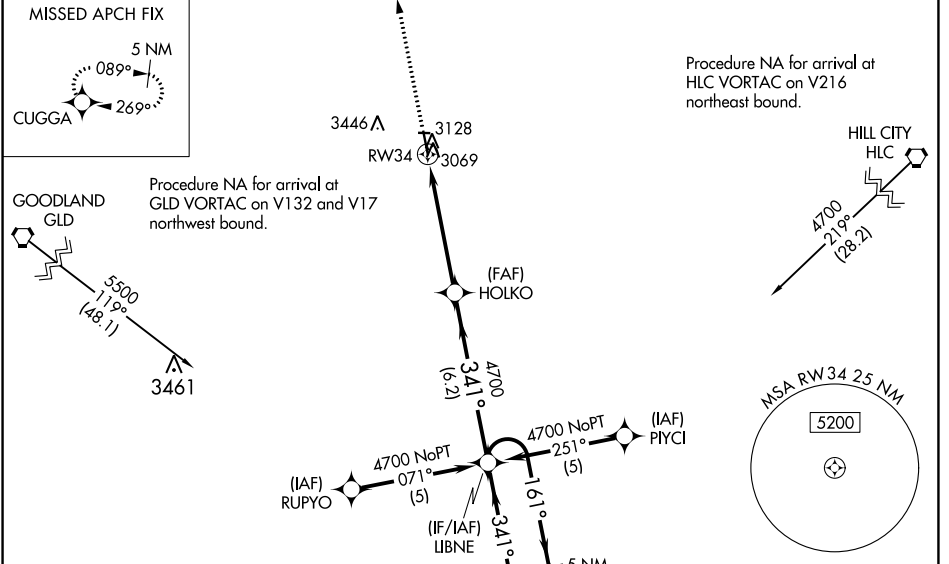 MISSED APCH FIX
5 NM
089°
269°
CUGGA
Procedure NA for arrival at
HLC VORTAC on V216
northeast bound.
3446
3128
RW34
3069
HILL CITY
HLC
Procedure NA for arrival at
GLD VORTAC on V132 and V17
northwest bound.
GOODLAND
GLD
4700
219°
(28.2)
5500
119°
(48.1)
3461
(FAF)
HOLKO
4700
341°
(6.2)
MSA RW34 25 NM
5200
4700 NoPT
251°
(5)
(IAF)
PIYCI
4700 NoPT
071°
(5)
(IAF)
RUPYO
(IF/IAF)
LIBNE
341°
161°
5 NM